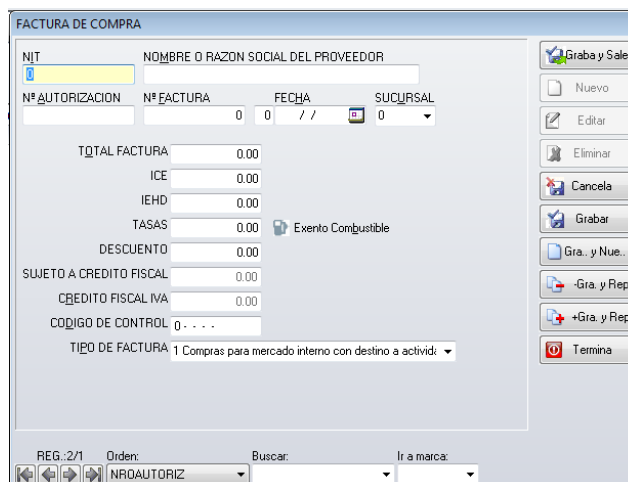 FACTURA DE COMPRA
NIT NOMBRE O RAZON SOCIAL DEL PROVEEDOR
0
Nº AUTORIZACION Nº FACTURA FECHA SUCURSAL
0 0 / / 0
TOTAL FACTURA 0.00
ICE 0.00
IEHD 0.00
TASAS 0.00 Exento Combustible
DESCUENTO 0.00
SUJETO A CREDITO FISCAL 0.00
CREDITO FISCAL IVA 0.00
CODIGO DE CONTROL 0- - - -
TIPO DE FACTURA 1 Compras para mercado interno con destino a activida
Graba y Sale
Nuevo
Editar
Eliminar
Cancela
Grabar
Gra.. y Nue..
-Gra. y Rep
+Gra. y Rep
Termina
REG.:2/1 Orden: Buscar: Ir a marca:
NROAUTORIZ